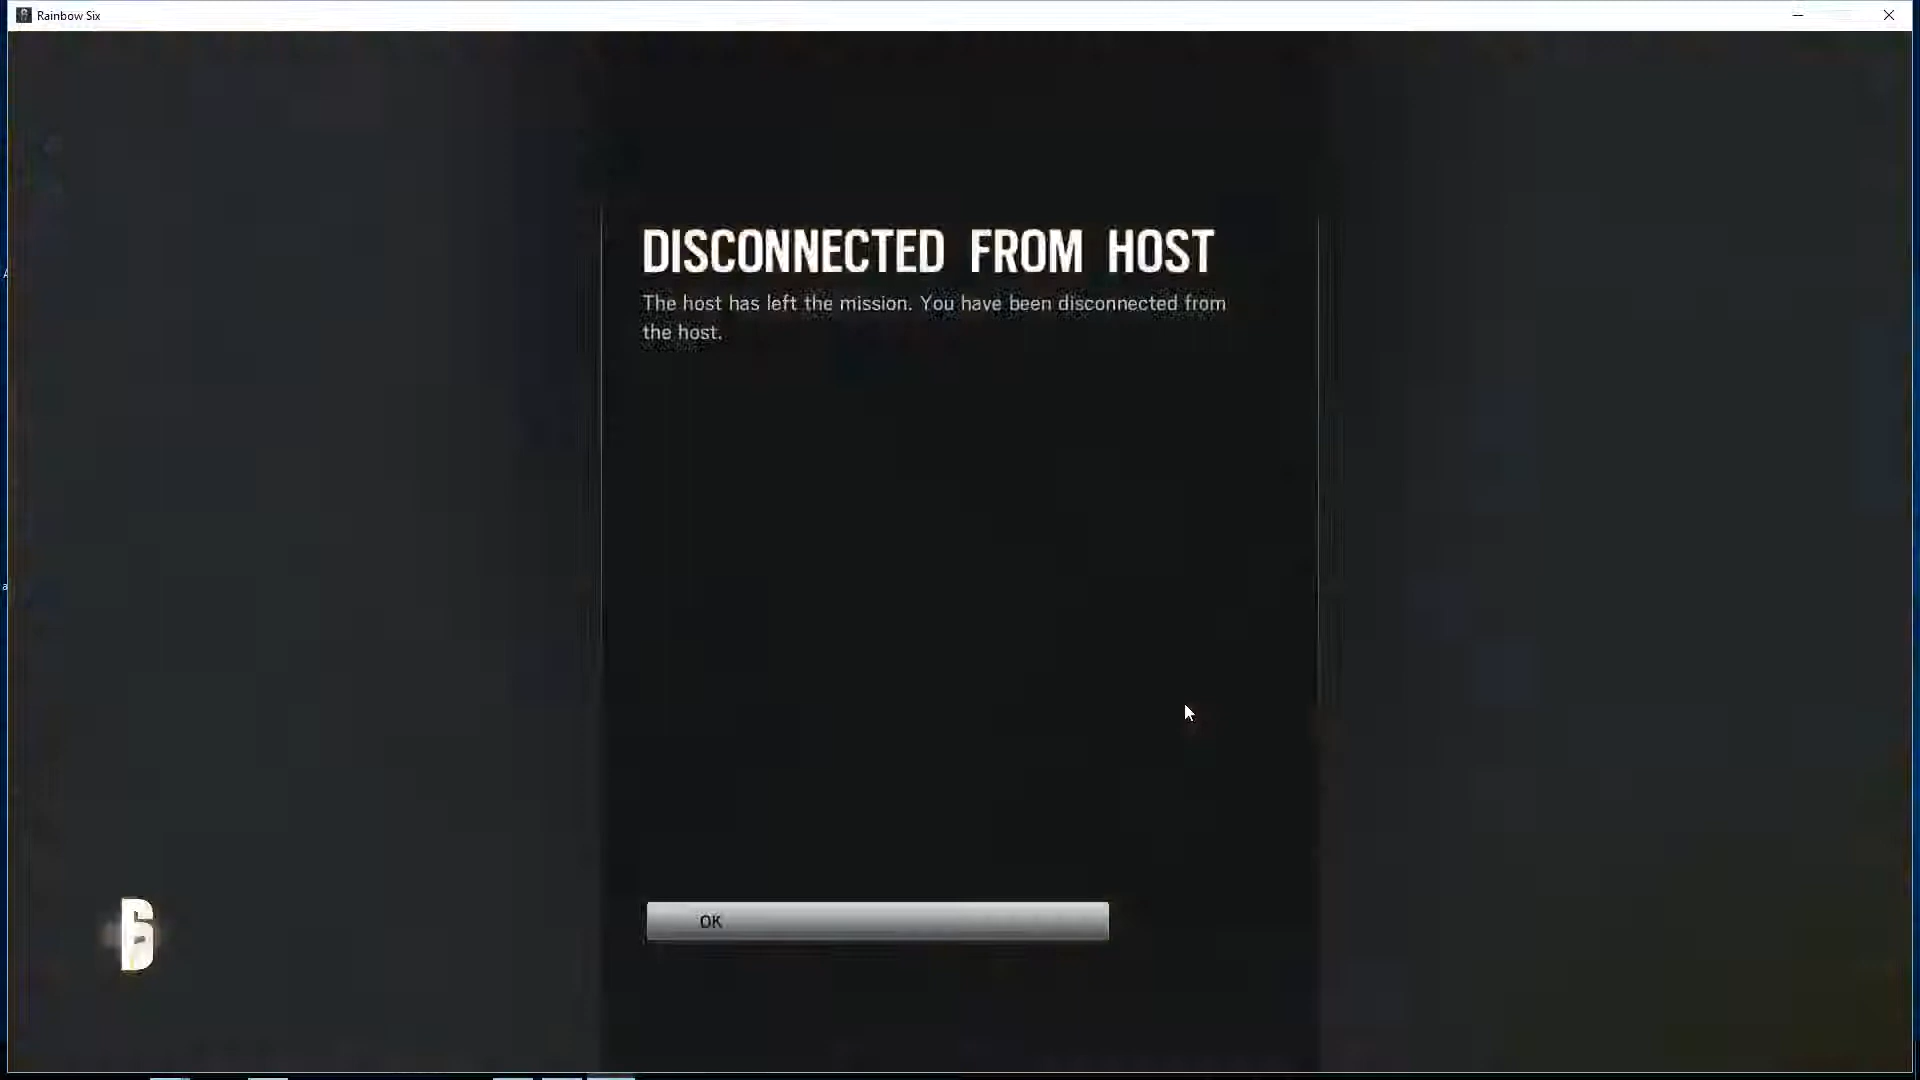 Rainbow Six
DISCONNECTED FROM HOST
The host has left the mission. You have been disconnected from
the host.
OK
6